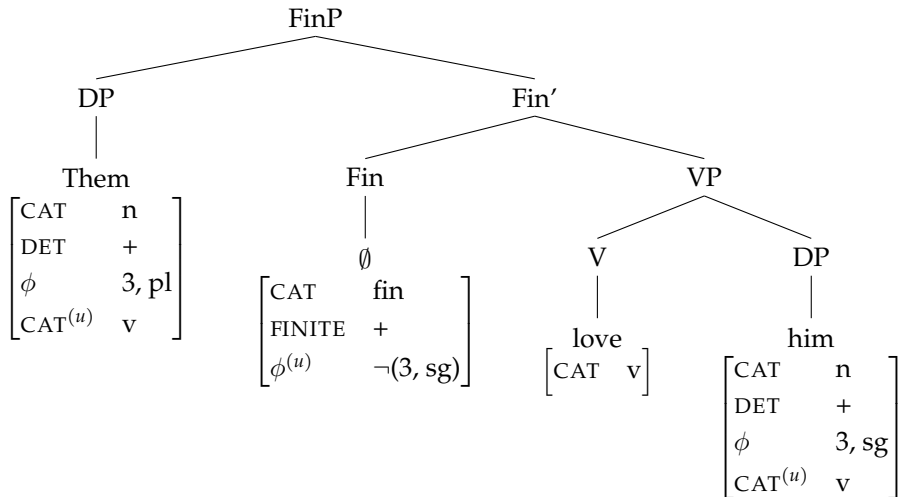 FinP
DP Fin'
Them Fin VP
CAT n
DET +
ϕ 3, pl
CAT(u) v
∅
CAT fin
FINITE +
ϕ(u) ¬(3, sg)
V DP
love
CAT v
him
CAT n
DET +
ϕ 3, sg
CAT(u) v